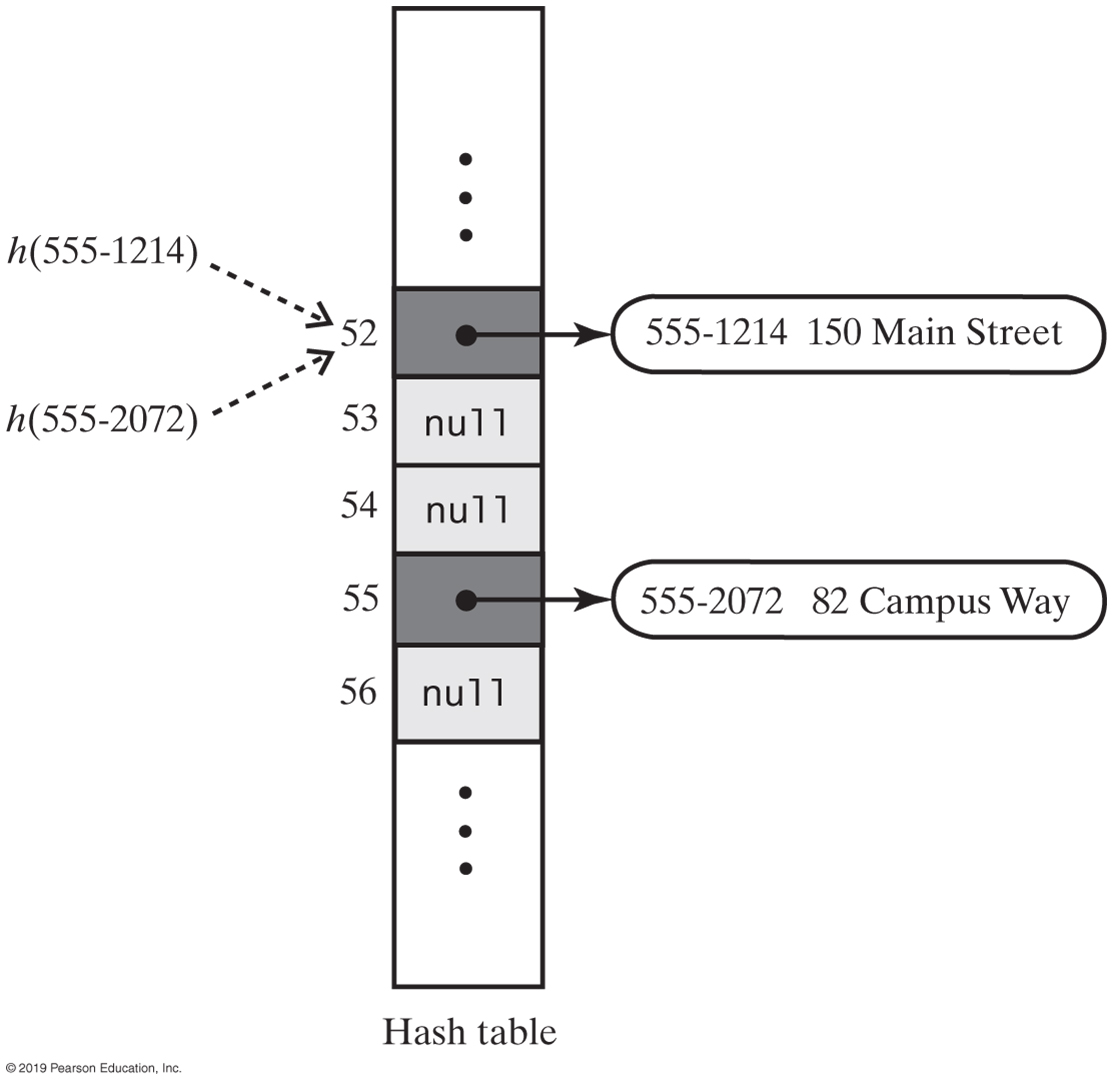 h(555-1214)
52
555-1214 150 Main Street
h(555-2072)
53
null
54
null
55
555-2072 82 Campus Way
56
null
Hash table
© 2019 Pearson Education, Inc.